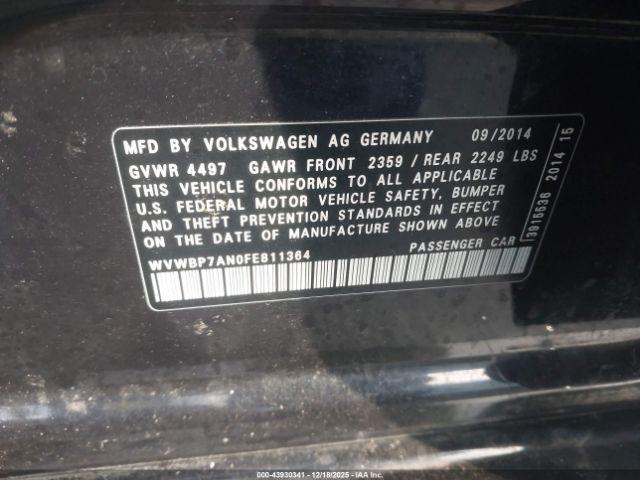 MFD BY VOLKSWAGEN AG GERMANY 09/2014
GVWR 4497 GAWR FRONT 2359 / REAR 2249 LBS
THIS VEHICLE CONFORMS TO ALL APPLICABLE
U.S. FEDERAL MOTOR VEHICLE SAFETY, BUMPER
AND THEFT PREVENTION STANDARDS IN EFFECT
ON THE DATE OF MANUFACTURE SHOWN ABOVE
WVWBP7AN0FE811364 PASSENGER CAR
3915536 2014 15
000-43930341 - 12/18/2025 - IAA Inc.